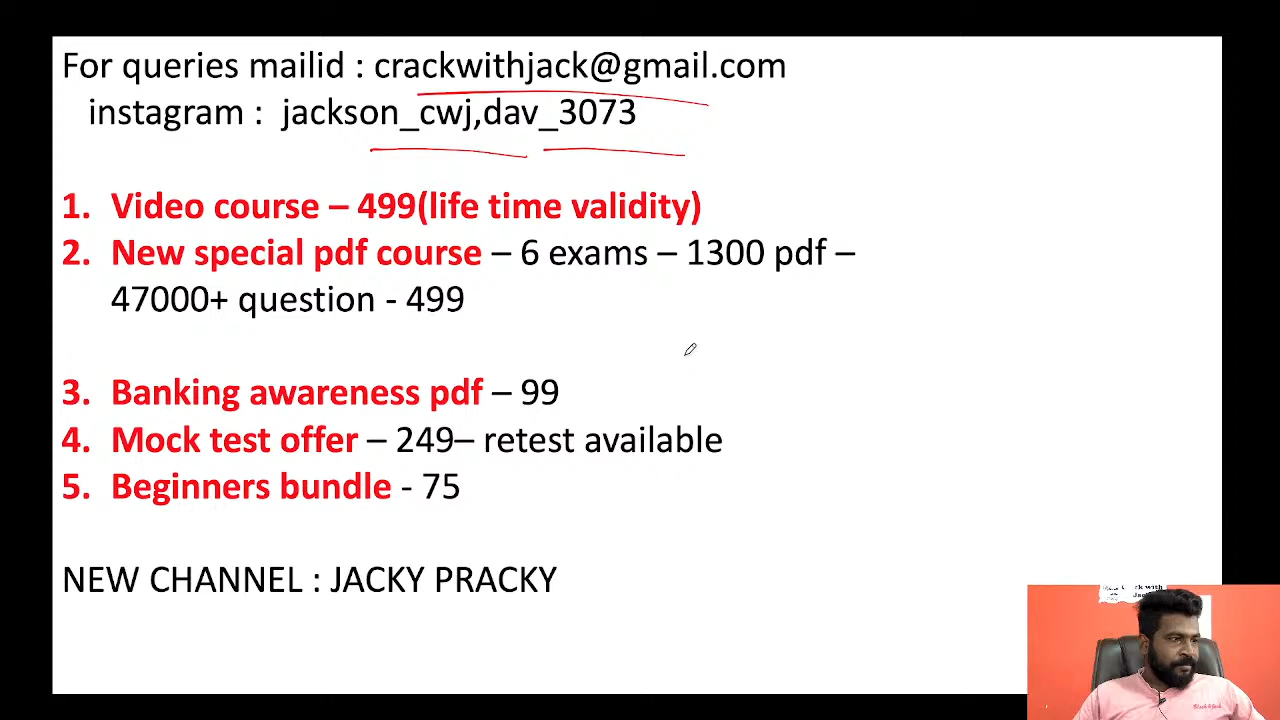 For queries mailid : crackwithjack@gmail.com
instagram : jackson_cwj,dav_3073
1. Video course – 499(life time validity)
2. New special pdf course – 6 exams – 1300 pdf –
47000+ question - 499
3. Banking awareness pdf – 99
4. Mock test offer – 249– retest available
5. Beginners bundle - 75
NEW CHANNEL : JACKY PRACKY